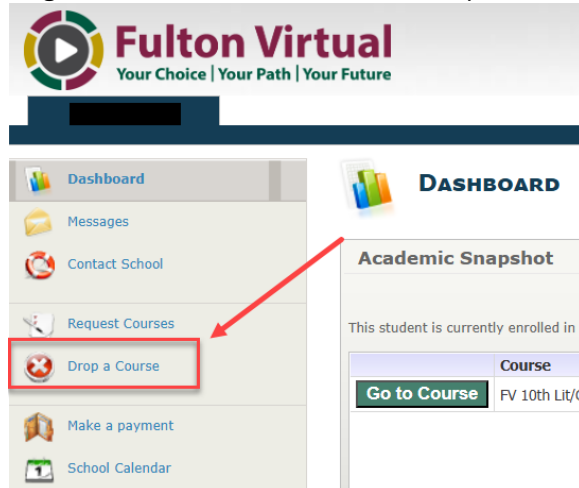 Fulton Virtual
Your Choice | Your Path | Your Future
Dashboard
Messages
Contact School
Request Courses
Drop a Course
Make a payment
School Calendar
1
DASHBOARD
Academic Snapshot
This student is currently enrolled in
Course
Go to Course FV 10th Lit/